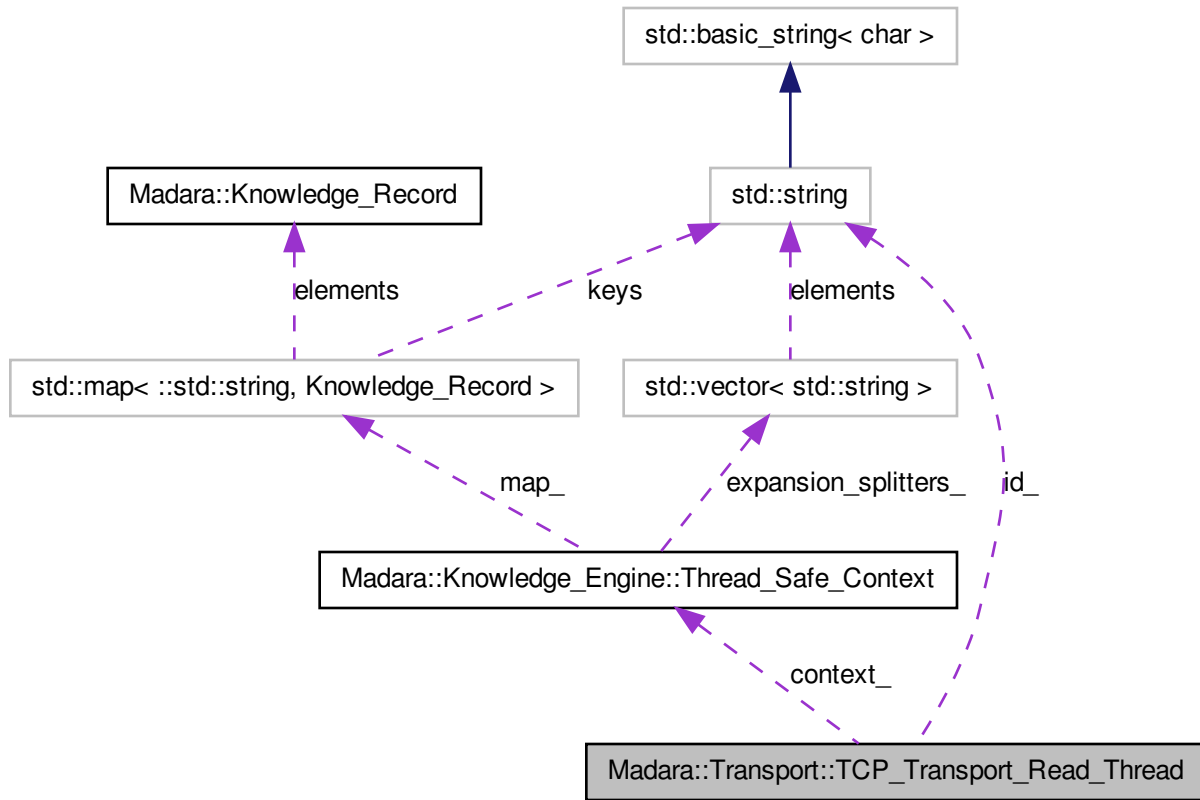 std::basic_string< char >
Madara::Knowledge_Record
std::string
elements
keys
elements
std::map< ::std::string, Knowledge_Record >
std::vector< std::string >
map_
expansion_splitters_
id_
Madara::Knowledge_Engine::Thread_Safe_Context
context_
Madara::Transport::TCP_Transport_Read_Thread